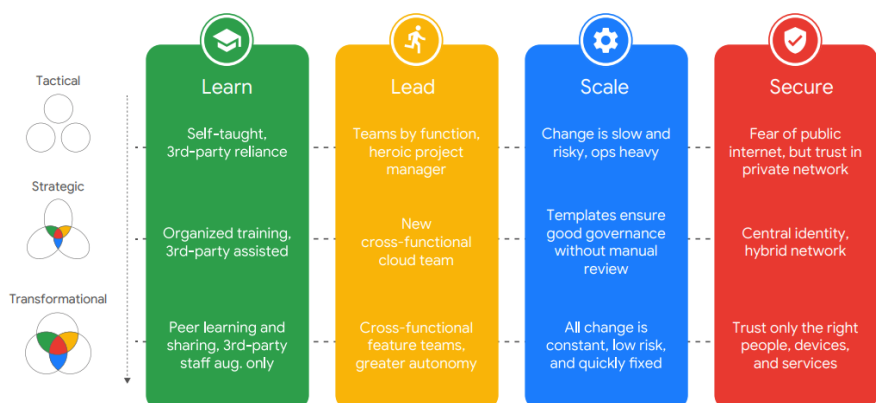 Learn
Lead
Scale
Secure
Tactical
Self-taught,
3rd-party reliance
Teams by function,
heroic project
manager
Change is slow and
risky, ops heavy
Fear of public
internet, but trust in
private network
Strategic
Organized training,
3rd-party assisted
New
cross-functional
cloud team
Templates ensure
good governance
without manual
review
Central identity,
hybrid network
Transformational
Peer learning and
sharing, 3rd-party
staff aug. only
Cross-functional
feature teams,
greater autonomy
All change is
constant, low risk,
and quickly fixed
Trust only the right
people, devices,
and services